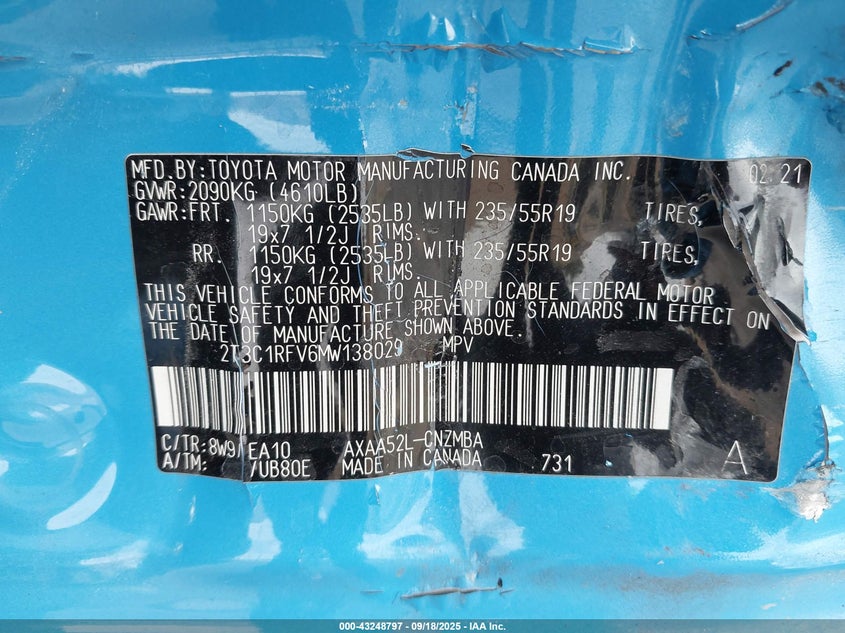 MFD.BY:TOYOTA MOTOR MANUFACTURING CANADA INC. 02.21
GVWR:2090KG (4610LB)
GAWR:FRT. 1150KG (2535LB) WITH 235/55R19 TIRES,
19x7 1/2J RIMS.
RR. 1150KG (2535LB) WITH 235/55R19 TIRES,
19x7 1/2J RIMS.
THIS VEHICLE CONFORMS TO ALL APPLICABLE FEDERAL MOTOR
VEHICLE SAFETY AND THEFT PREVENTION STANDARDS IN EFFECT ON
THE DATE OF MANUFACTURE SHOWN ABOVE.
2T3C1RFV6MW138029 MPV
C/TR:8W9/EA10 AXAA52L-CNZMBA
A/TM: /UB80E MADE IN CANADA 731 A
000-43248797 - 09/18/2025 - IAA Inc.